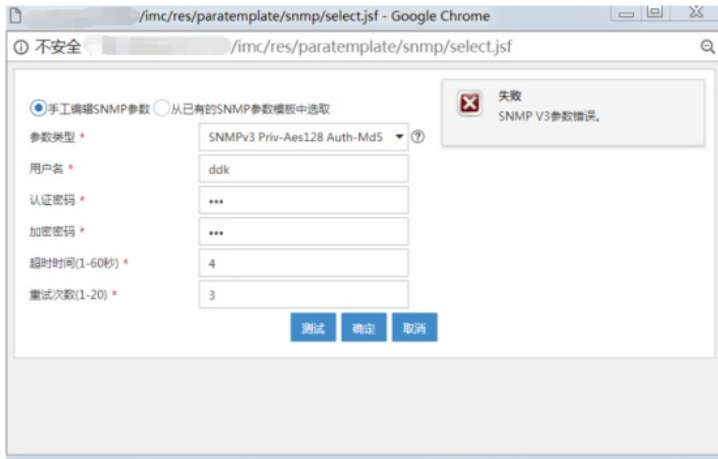 /imc/res/paratemplate/snmp/select.jsf - Google Chrome
不安全 /imc/res/paratemplate/snmp/select.jsf
失败
SNMP V3参数错误。
手工编辑SNMP参数 从已有的SNMP参数模板中选取
参数类型 * SNMPv3 Priv-Aes128 Auth-Md5
用户名 * ddk
认证密码 * •••
加密密码 * •••
超时时间(1-60秒) * 4
重试次数(1-20) * 3
测试 确定 取消